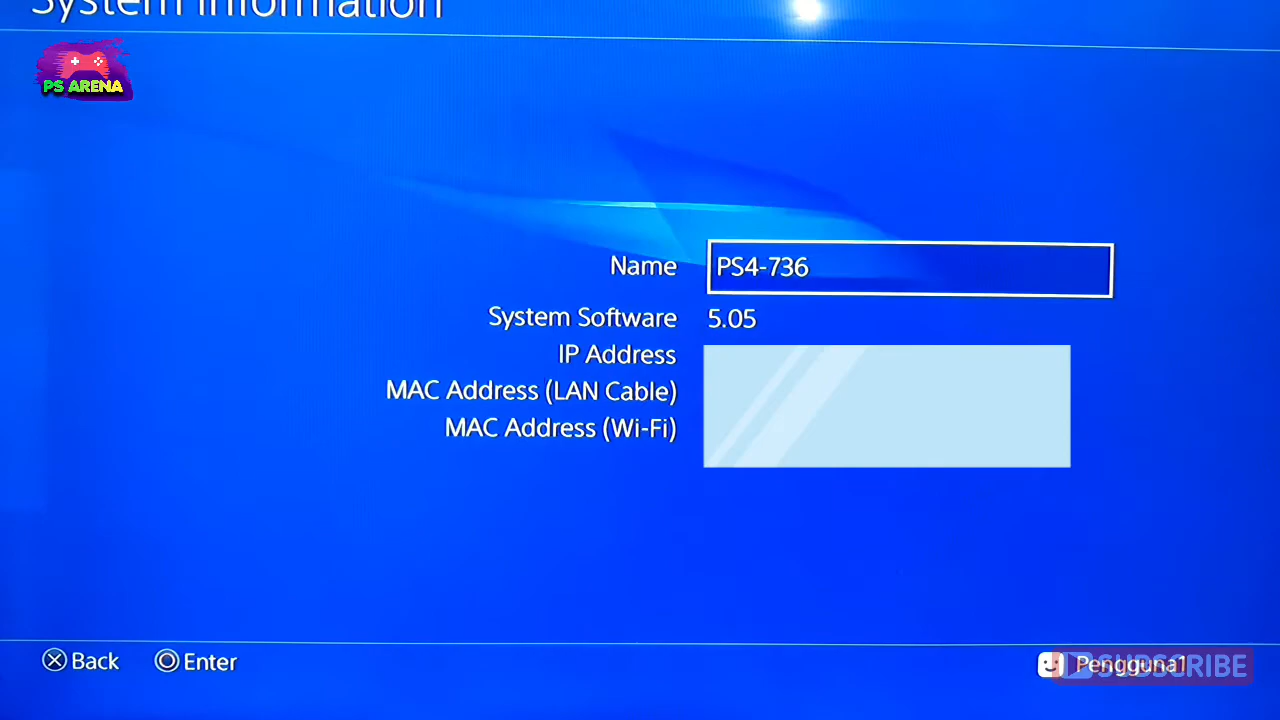 System Information
PS ARENA
Name PS4-736
System Software 5.05
IP Address
MAC Address (LAN Cable)
MAC Address (Wi-Fi)
Back Enter
Pengguna1
SUBSCRIBE